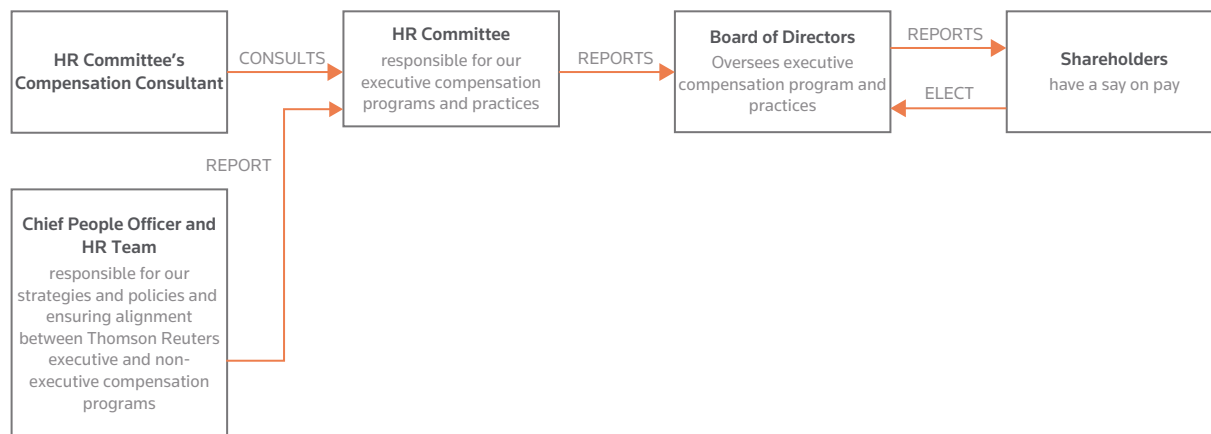 HR Committee's
Compensation Consultant
CONSULTS
HR Committee
responsible for our
executive compensation
programs and practices
REPORTS
Board of Directors
Oversees executive
compensation program and
practices
REPORTS
ELECT
Shareholders
have a say on pay
REPORT
Chief People Officer and
HR Team
responsible for our
strategies and policies and
ensuring alignment
between Thomson Reuters
executive and non-
executive compensation
programs